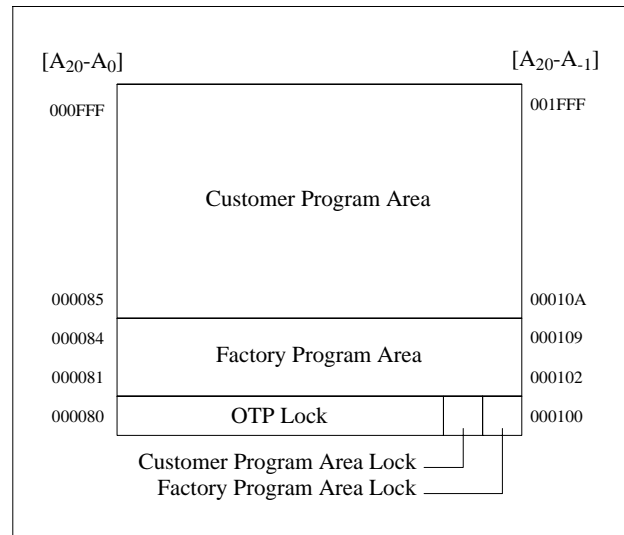 [A20-A0] [A20-A-1]
000FFF 001FFF
Customer Program Area
000085 00010A
000084 000109
Factory Program Area
000081 000102
000080 OTP Lock 000100
Customer Program Area Lock
Factory Program Area Lock